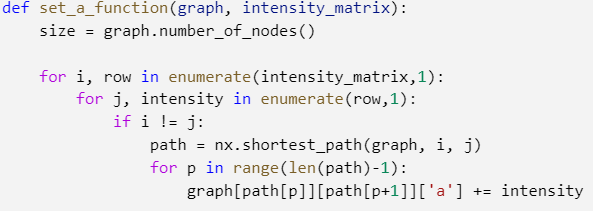 def set_a_function(graph, intensity_matrix):
    size = graph.number_of_nodes()

    for i, row in enumerate(intensity_matrix,1):
        for j, intensity in enumerate(row,1):
            if i != j:
                path = nx.shortest_path(graph, i, j)
                for p in range(len(path)-1):
                    graph[path[p]][path[p+1]]['a'] += intensity